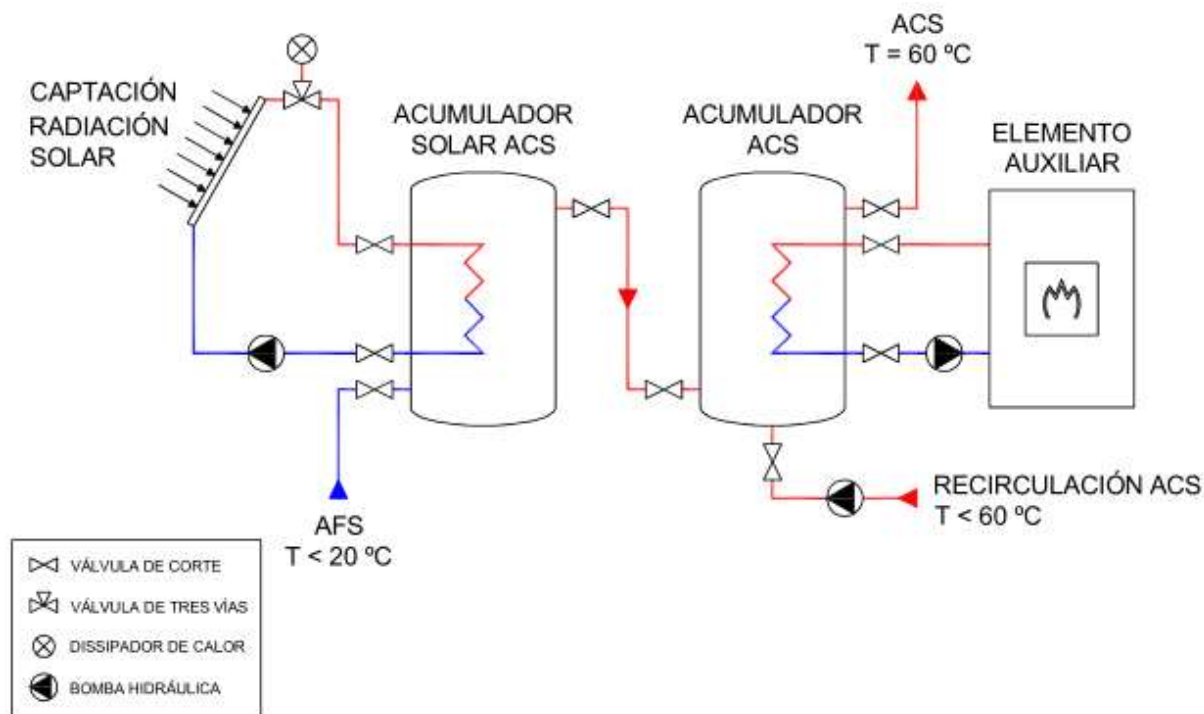 ACS
T = 60 ºC
CAPTACIÓN
RADIACIÓN
SOLAR
ACUMULADOR
SOLAR ACS
ACUMULADOR
ACS
ELEMENTO
AUXILIAR
AFS
T < 20 ºC
RECIRCULACIÓN ACS
T < 60 ºC
VÁLVULA DE CORTE
VÁLVULA DE TRES VÍAS
DISSIPADOR DE CALOR
BOMBA HIDRÁULICA